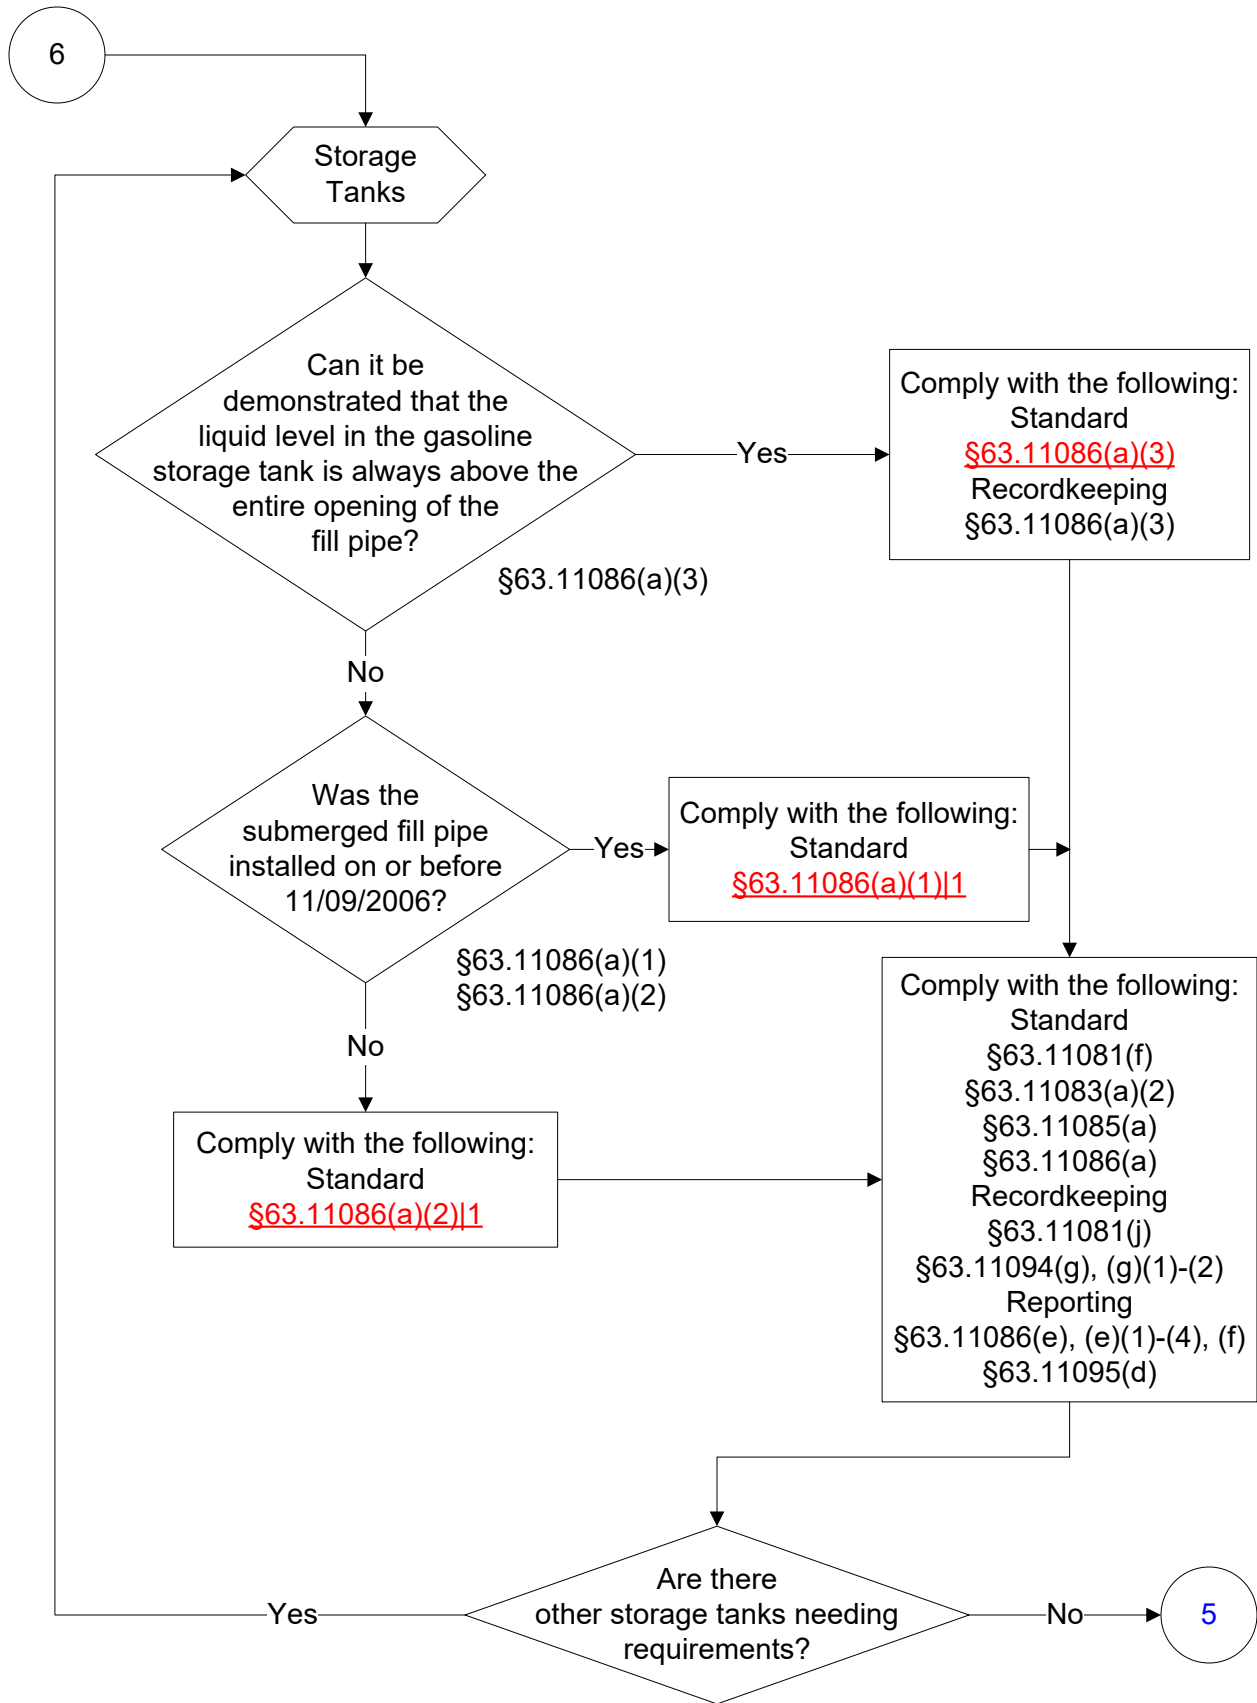 6
Storage
Tanks
Can it be
demonstrated that the
liquid level in the gasoline
storage tank is always above the
entire opening of the
fill pipe?
§63.11086(a)(3)
Yes
Comply with the following:
Standard
§63.11086(a)(3)
Recordkeeping
§63.11086(a)(3)
No
Was the
submerged fill pipe
installed on or before
11/09/2006?
§63.11086(a)(1)
§63.11086(a)(2)
Yes
Comply with the following:
Standard
§63.11086(a)(1)|1
No
Comply with the following:
Standard
§63.11086(a)(2)|1
Comply with the following:
Standard
§63.11081(f)
§63.11083(a)(2)
§63.11085(a)
§63.11086(a)
Recordkeeping
§63.11081(j)
§63.11094(g), (g)(1)-(2)
Reporting
§63.11086(e), (e)(1)-(4), (f)
§63.11095(d)
Are there
other storage tanks needing
requirements?
Yes
No
5